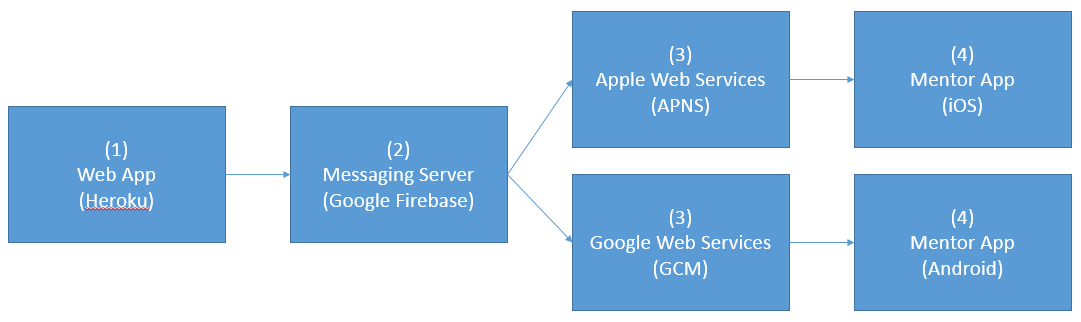 (1)
Web App
(Heroku)
(2)
Messaging Server
(Google Firebase)
(3)
Apple Web Services
(APNS)
(4)
Mentor App
(iOS)
(3)
Google Web Services
(GCM)
(4)
Mentor App
(Android)